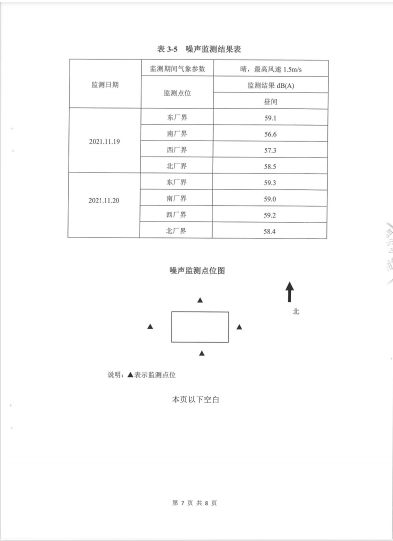 表 3-5 噪声监测结果表
监测日期 监测期间气象参数 晴，最高风速 1.5m/s
监测点位 监测结果 dB(A)
昼间
2021.11.19 东厂界 59.1
南厂界 56.6
西厂界 57.3
北厂界 58.5
2021.11.20 东厂界 59.3
南厂界 59.0
西厂界 59.2
北厂界 58.4
噪声监测点位图
北
说明：▲表示监测点位
本页以下空白
第 7 页 共 8 页